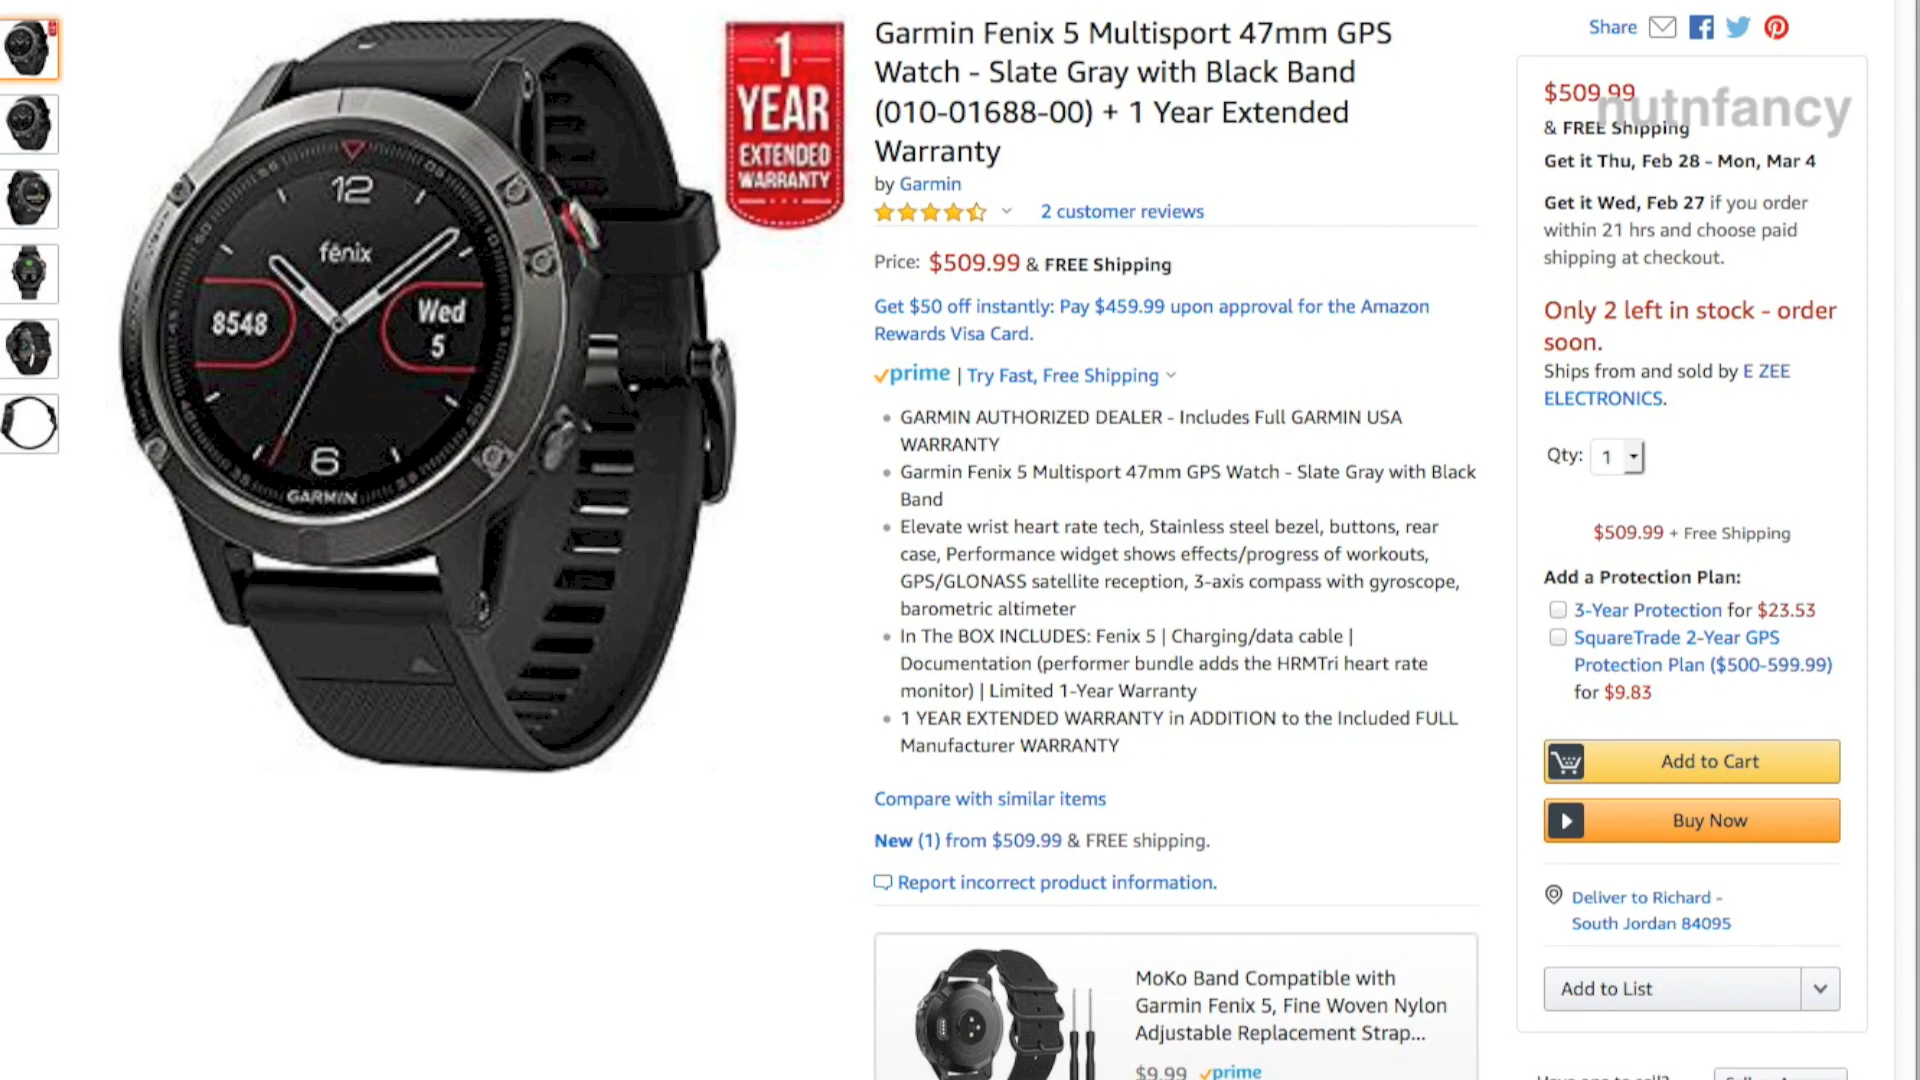 1
YEAR
EXTENDED
WARRANTY
12
fēnix
8548
Wed
5
6
GARMIN
Garmin Fenix 5 Multisport 47mm GPS
Watch - Slate Gray with Black Band
(010-01688-00) + 1 Year Extended
Warranty
by Garmin
2 customer reviews
Price: $509.99 & FREE Shipping
Get $50 off instantly: Pay $459.99 upon approval for the Amazon
Rewards Visa Card.
prime | Try Fast, Free Shipping
GARMIN AUTHORIZED DEALER - Includes Full GARMIN USA
WARRANTY
Garmin Fenix 5 Multisport 47mm GPS Watch - Slate Gray with Black
Band
Elevate wrist heart rate tech, Stainless steel bezel, buttons, rear
case, Performance widget shows effects/progress of workouts,
GPS/GLONASS satellite reception, 3-axis compass with gyroscope,
barometric altimeter
In The BOX INCLUDES: Fenix 5 | Charging/data cable |
Documentation (performer bundle adds the HRMTri heart rate
monitor) | Limited 1-Year Warranty
1 YEAR EXTENDED WARRANTY in ADDITION to the Included FULL
Manufacturer WARRANTY
Compare with similar items
New (1) from $509.99 & FREE shipping.
Report incorrect product information.
MoKo Band Compatible with
Garmin Fenix 5, Fine Woven Nylon
Adjustable Replacement Strap...
$9.99 prime
Share
$509.99
nutnfancy
& FREE Shipping
Get it Thu, Feb 28 - Mon, Mar 4
Get it Wed, Feb 27 if you order
within 21 hrs and choose paid
shipping at checkout.
Only 2 left in stock - order
soon.
Ships from and sold by E ZEE
ELECTRONICS.
Qty: 1
$509.99 + Free Shipping
Add a Protection Plan:
3-Year Protection for $23.53
SquareTrade 2-Year GPS
Protection Plan ($500-599.99)
for $9.83
Add to Cart
Buy Now
Deliver to Richard -
South Jordan 84095
Add to List